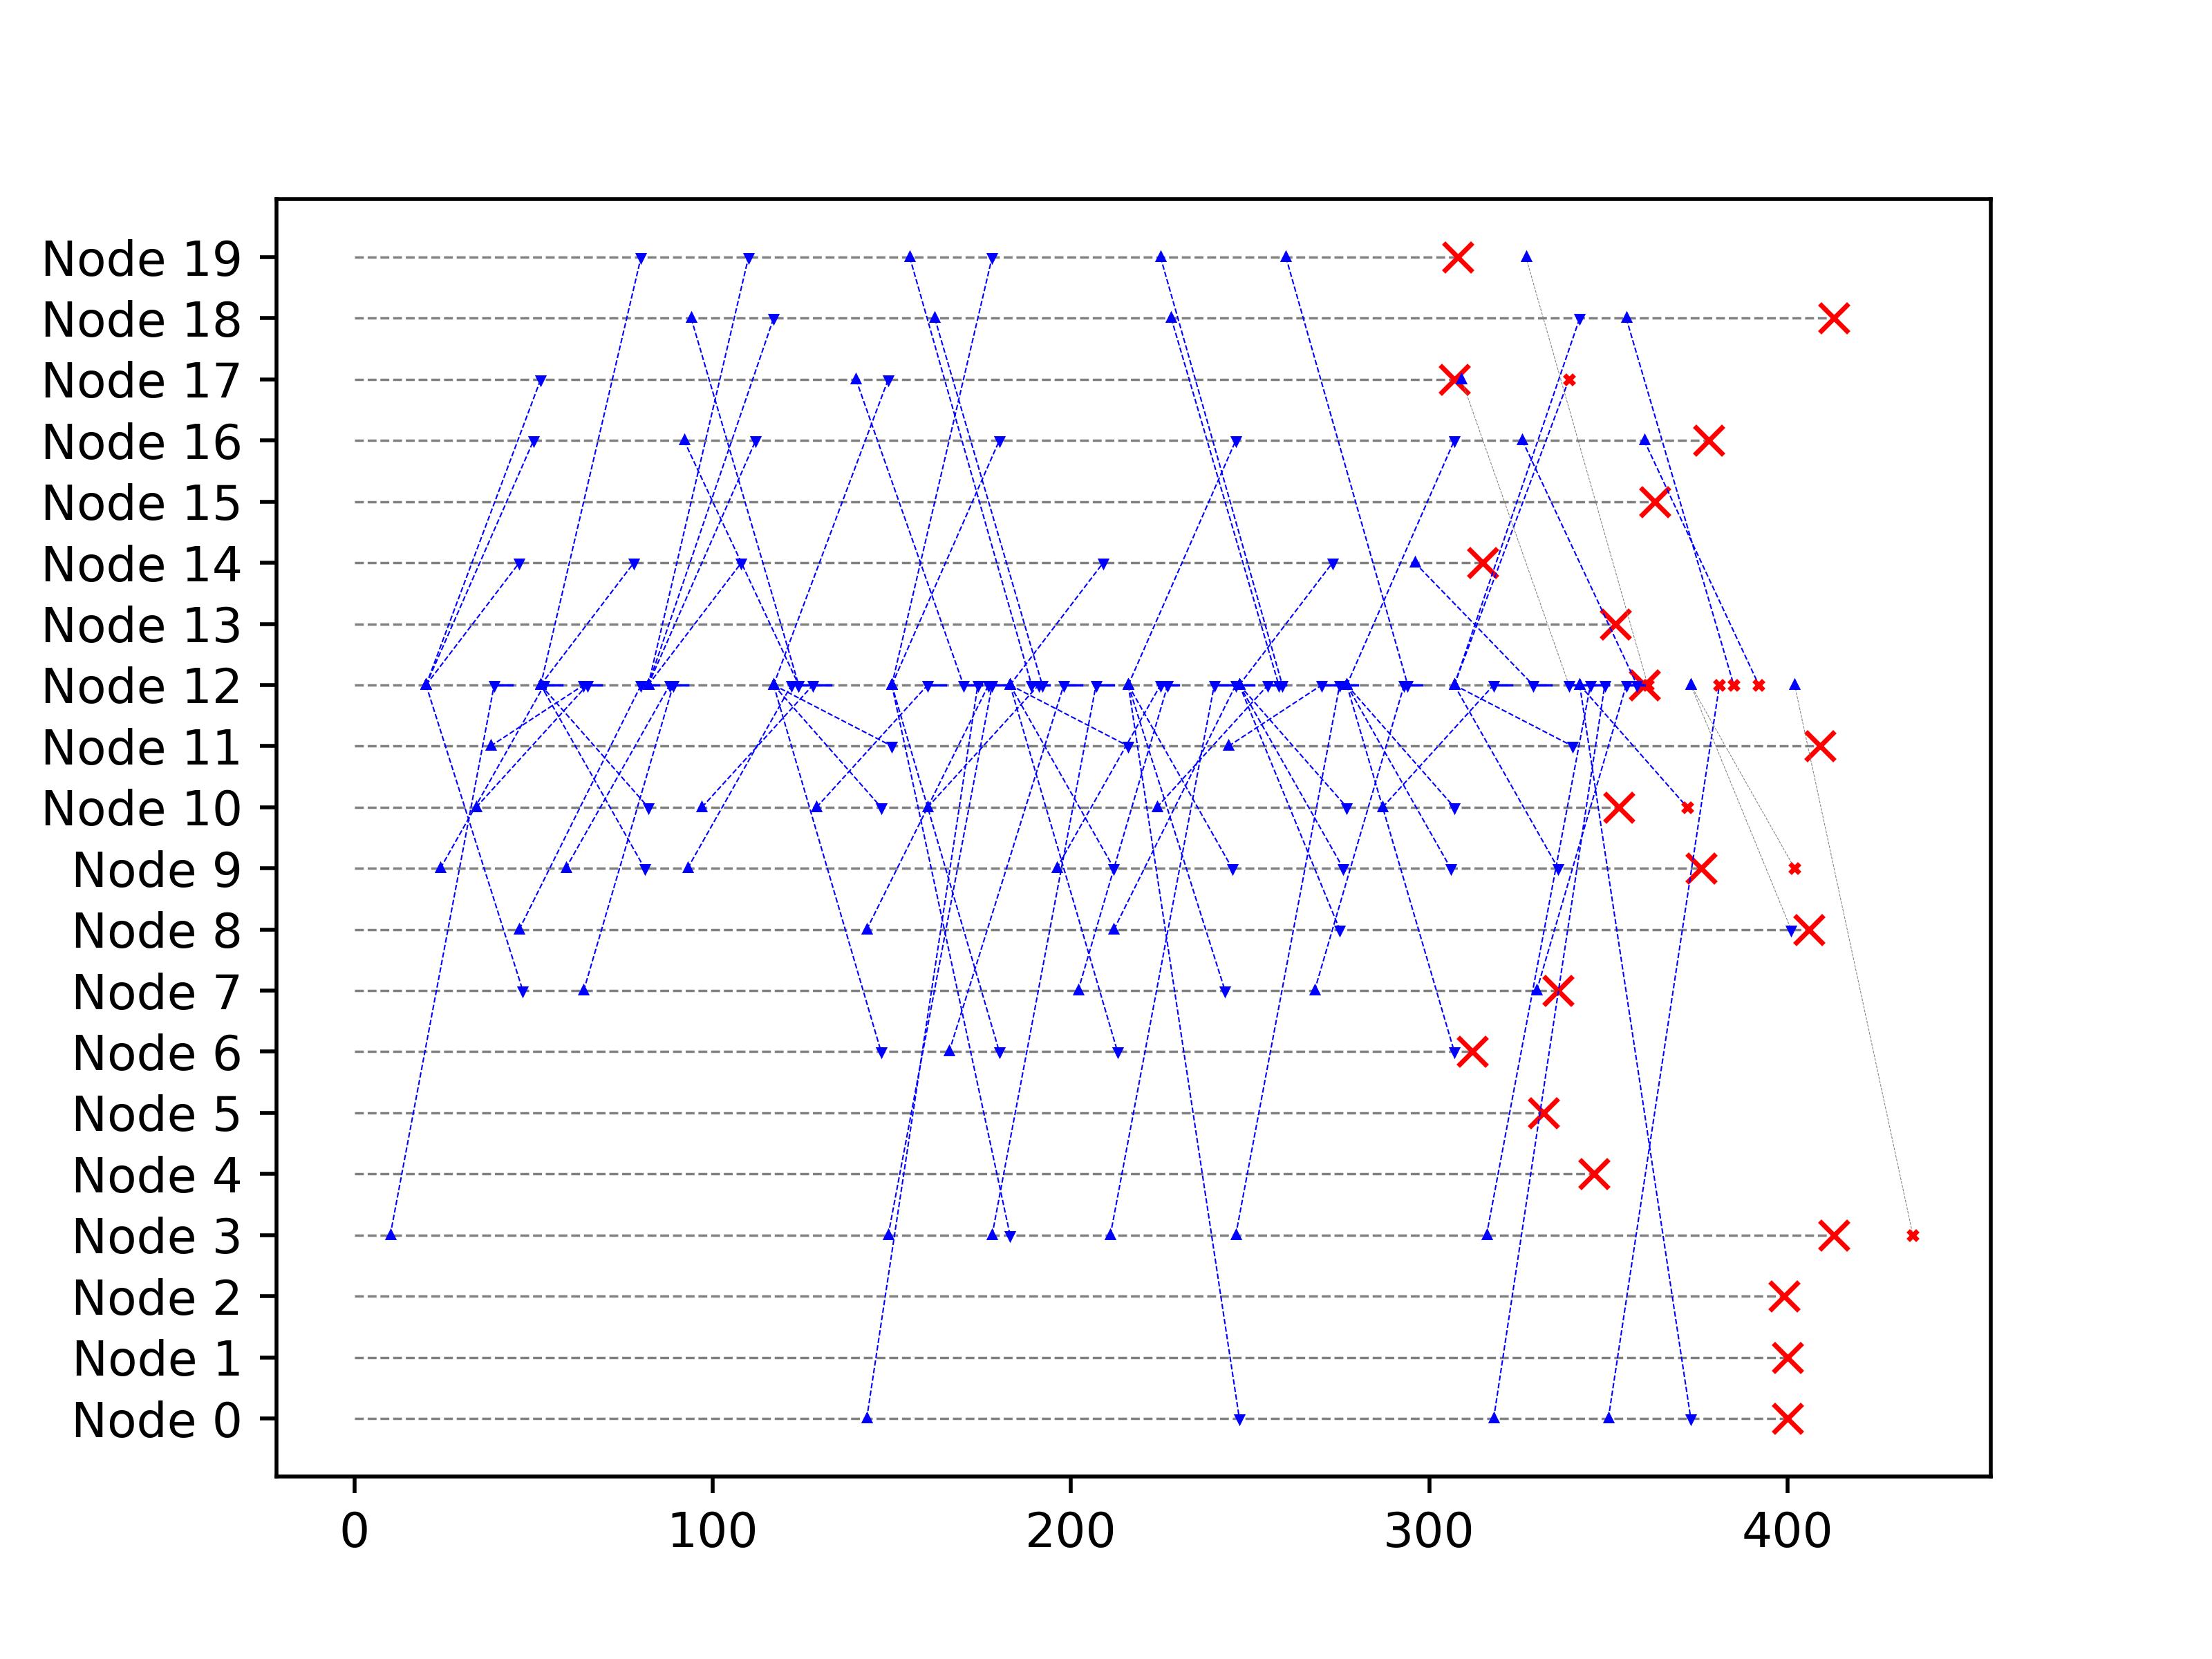 Node 19
Node 18
Node 17
Node 16
Node 15
Node 14
Node 13
Node 12
Node 11
Node 10
Node 9
Node 8
Node 7
Node 6
Node 5
Node 4
Node 3
Node 2
Node 1
Node 0
0 100 200 300 400